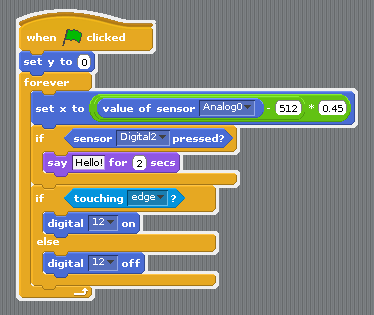 when clicked
set y to 0
forever
set x to value of sensor Analog0 - 512 * 0.45
if sensor Digital2 pressed?
say Hello! for 2 secs
if touching edge ?
digital 12 on
else
digital 12 off